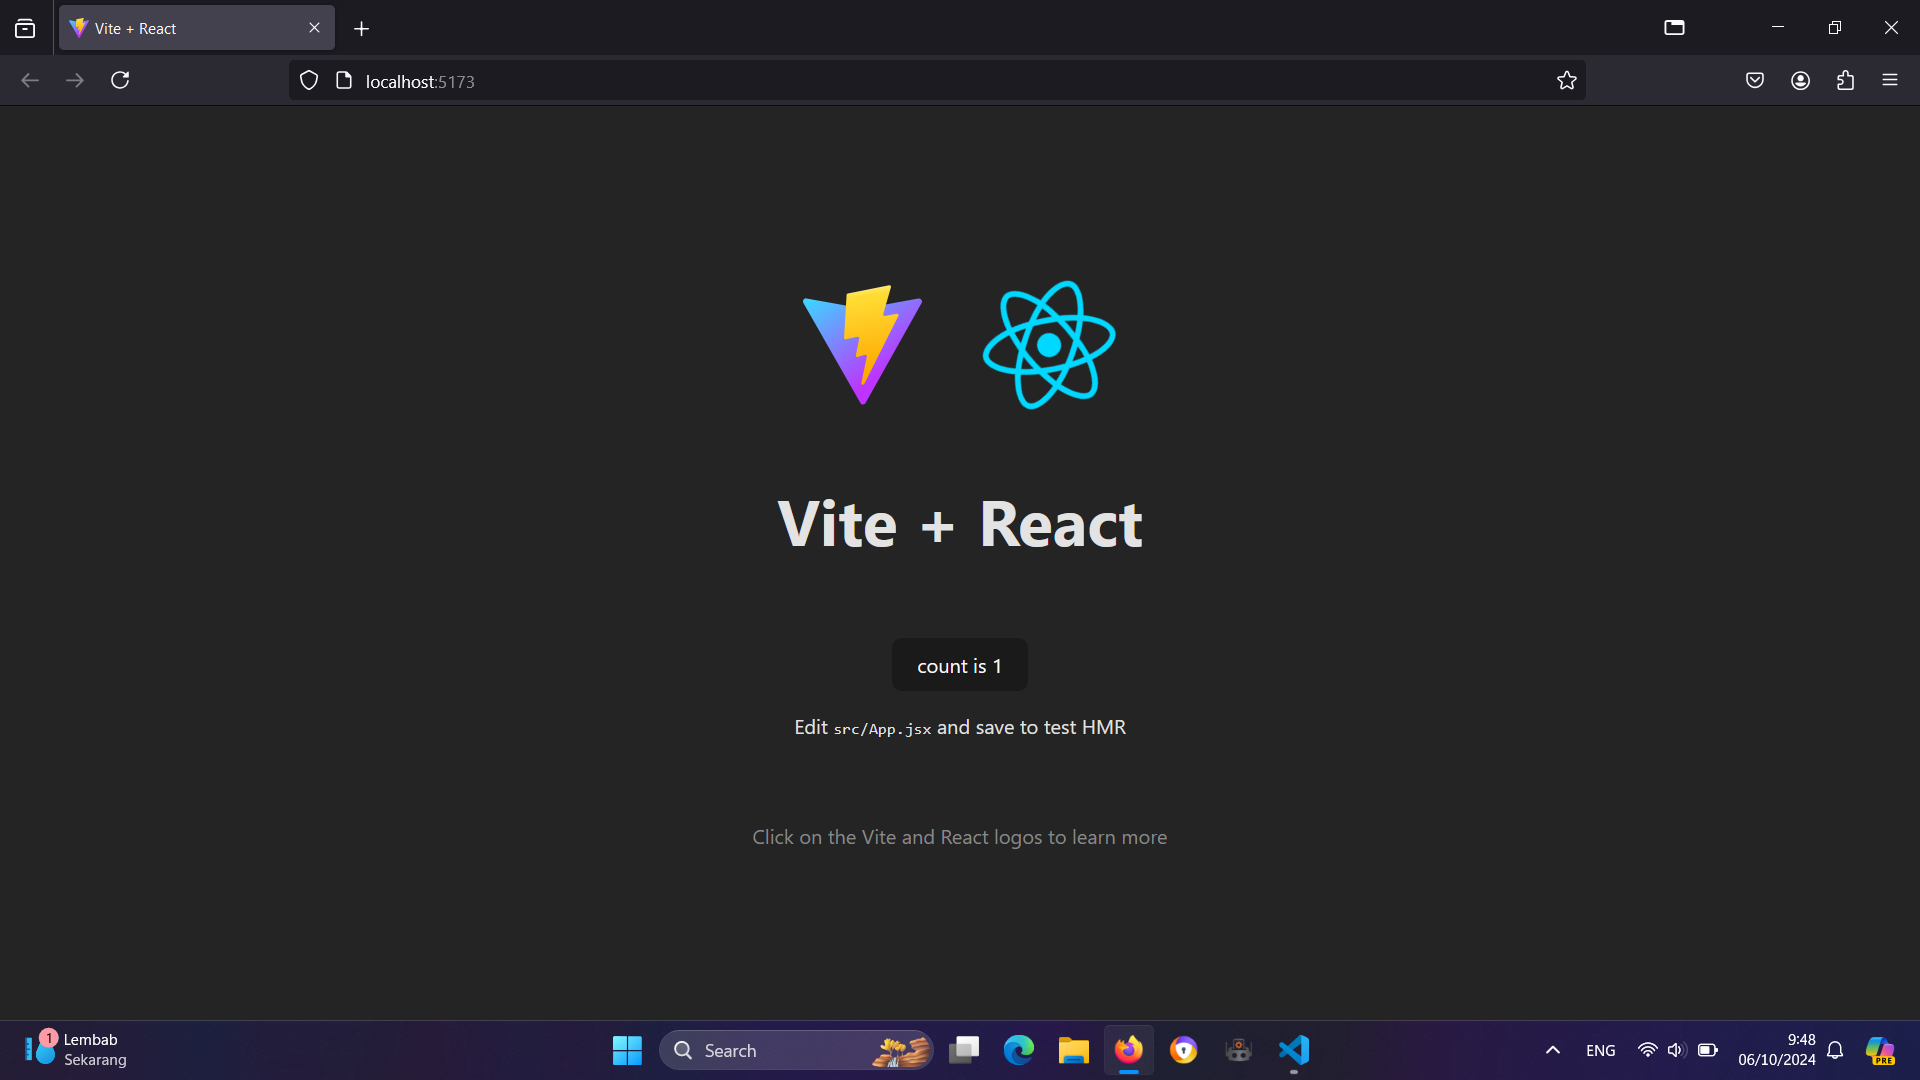 Vite + React
localhost:5173
Vite + React
count is 1
Edit src/App.jsx and save to test HMR
Click on the Vite and React logos to learn more
1
Lembab
Sekarang
Search
ENG
9:48
06/10/2024
PRE